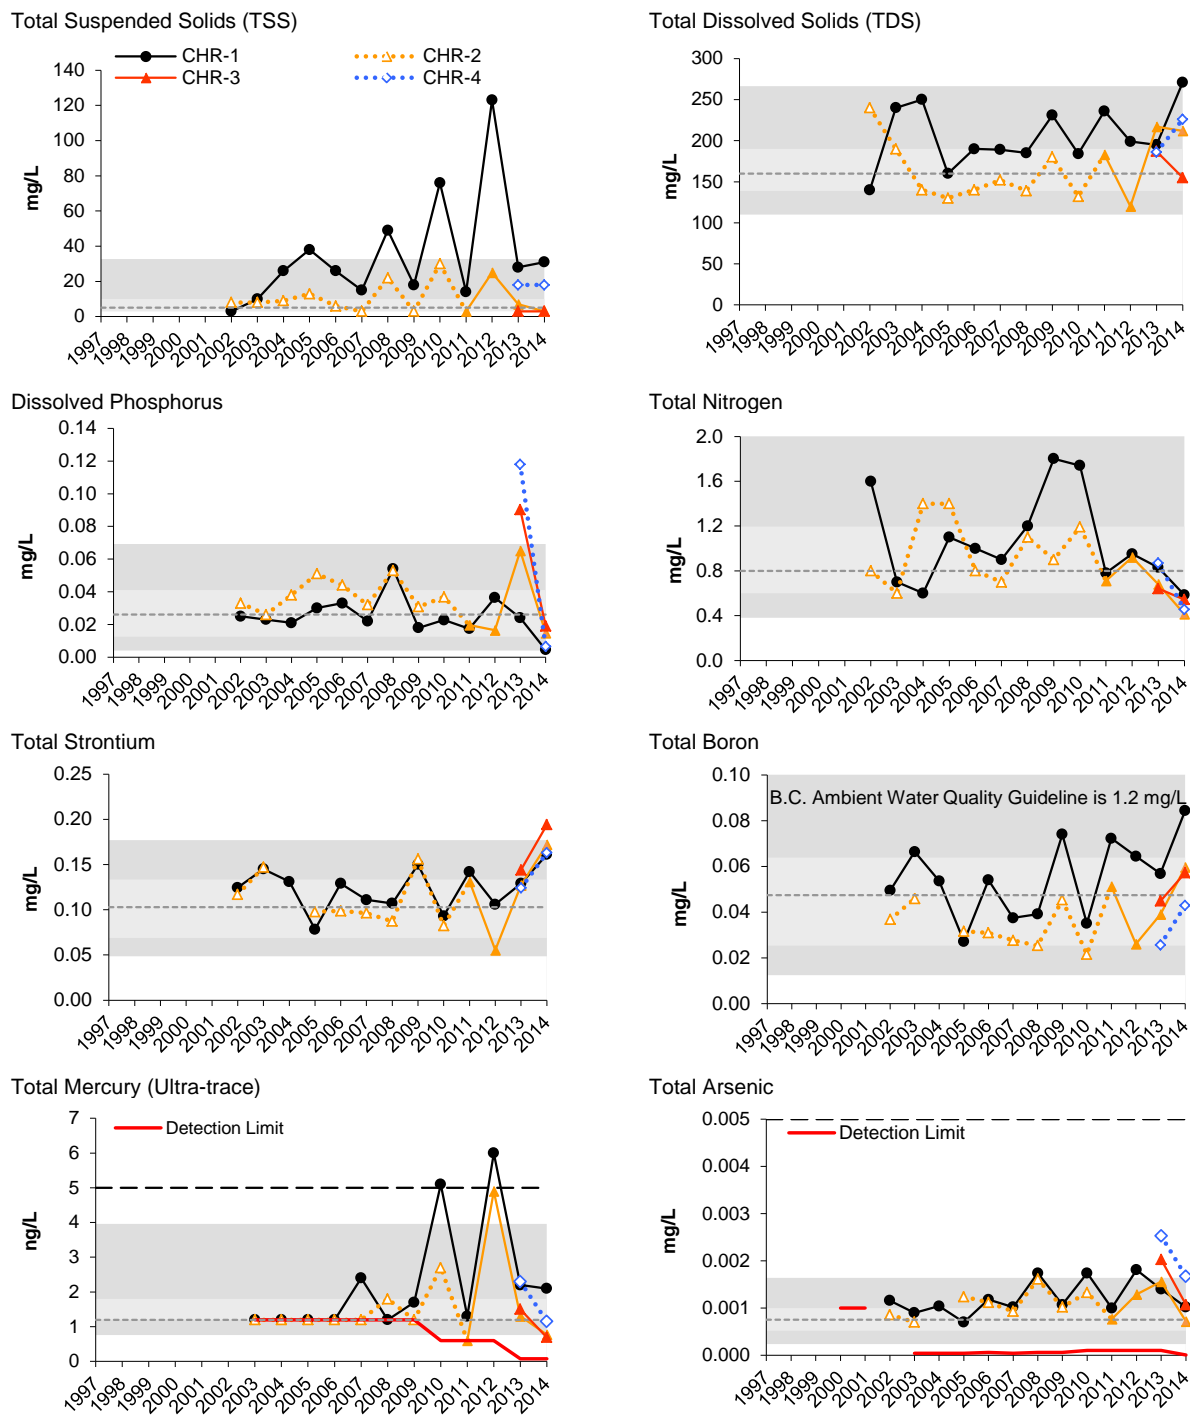 Total Suspended Solids (TSS)
CHR-1
CHR-2
CHR-3
CHR-4
140
120
100
80
60
40
20
0
mg/L
1997 1998 1999 2000 2001 2002 2003 2004 2005 2006 2007 2008 2009 2010 2011 2012 2013 2014
Total Dissolved Solids (TDS)
300
250
200
150
100
50
0
mg/L
1997 1998 1999 2000 2001 2002 2003 2004 2005 2006 2007 2008 2009 2010 2011 2012 2013 2014
Dissolved Phosphorus
0.14
0.12
0.10
0.08
0.06
0.04
0.02
0.00
mg/L
1997 1998 1999 2000 2001 2002 2003 2004 2005 2006 2007 2008 2009 2010 2011 2012 2013 2014
Total Nitrogen
2.0
1.6
1.2
0.8
0.4
0.0
mg/L
1997 1998 1999 2000 2001 2002 2003 2004 2005 2006 2007 2008 2009 2010 2011 2012 2013 2014
Total Strontium
0.25
0.20
0.15
0.10
0.05
0.00
mg/L
1997 1998 1999 2000 2001 2002 2003 2004 2005 2006 2007 2008 2009 2010 2011 2012 2013 2014
Total Boron
B.C. Ambient Water Quality Guideline is 1.2 mg/L
0.10
0.08
0.06
0.04
0.02
0.00
mg/L
1997 1998 1999 2000 2001 2002 2003 2004 2005 2006 2007 2008 2009 2010 2011 2012 2013 2014
Total Mercury (Ultra-trace)
Detection Limit
7
6
5
4
3
2
1
0
ng/L
1997 1998 1999 2000 2001 2002 2003 2004 2005 2006 2007 2008 2009 2010 2011 2012 2013 2014
Total Arsenic
Detection Limit
0.005
0.004
0.003
0.002
0.001
0.000
mg/L
1997 1998 1999 2000 2001 2002 2003 2004 2005 2006 2007 2008 2009 2010 2011 2012 2013 2014